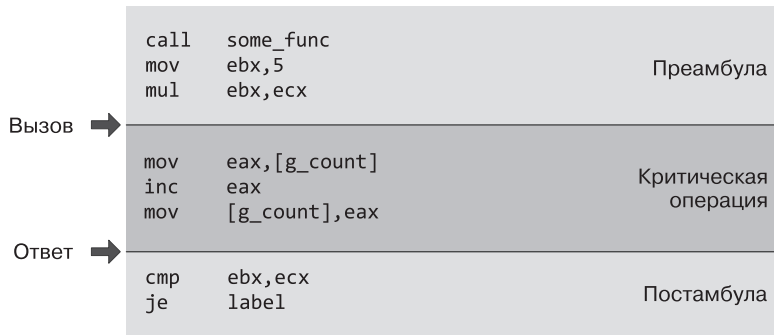 call some_func
mov ebx,5
mul ebx,ecx
Преамбула
Вызов
mov eax,[g_count]
inc eax
mov [g_count],eax
Критическая
операция
Ответ
cmp ebx,ecx
je label
Постамбула